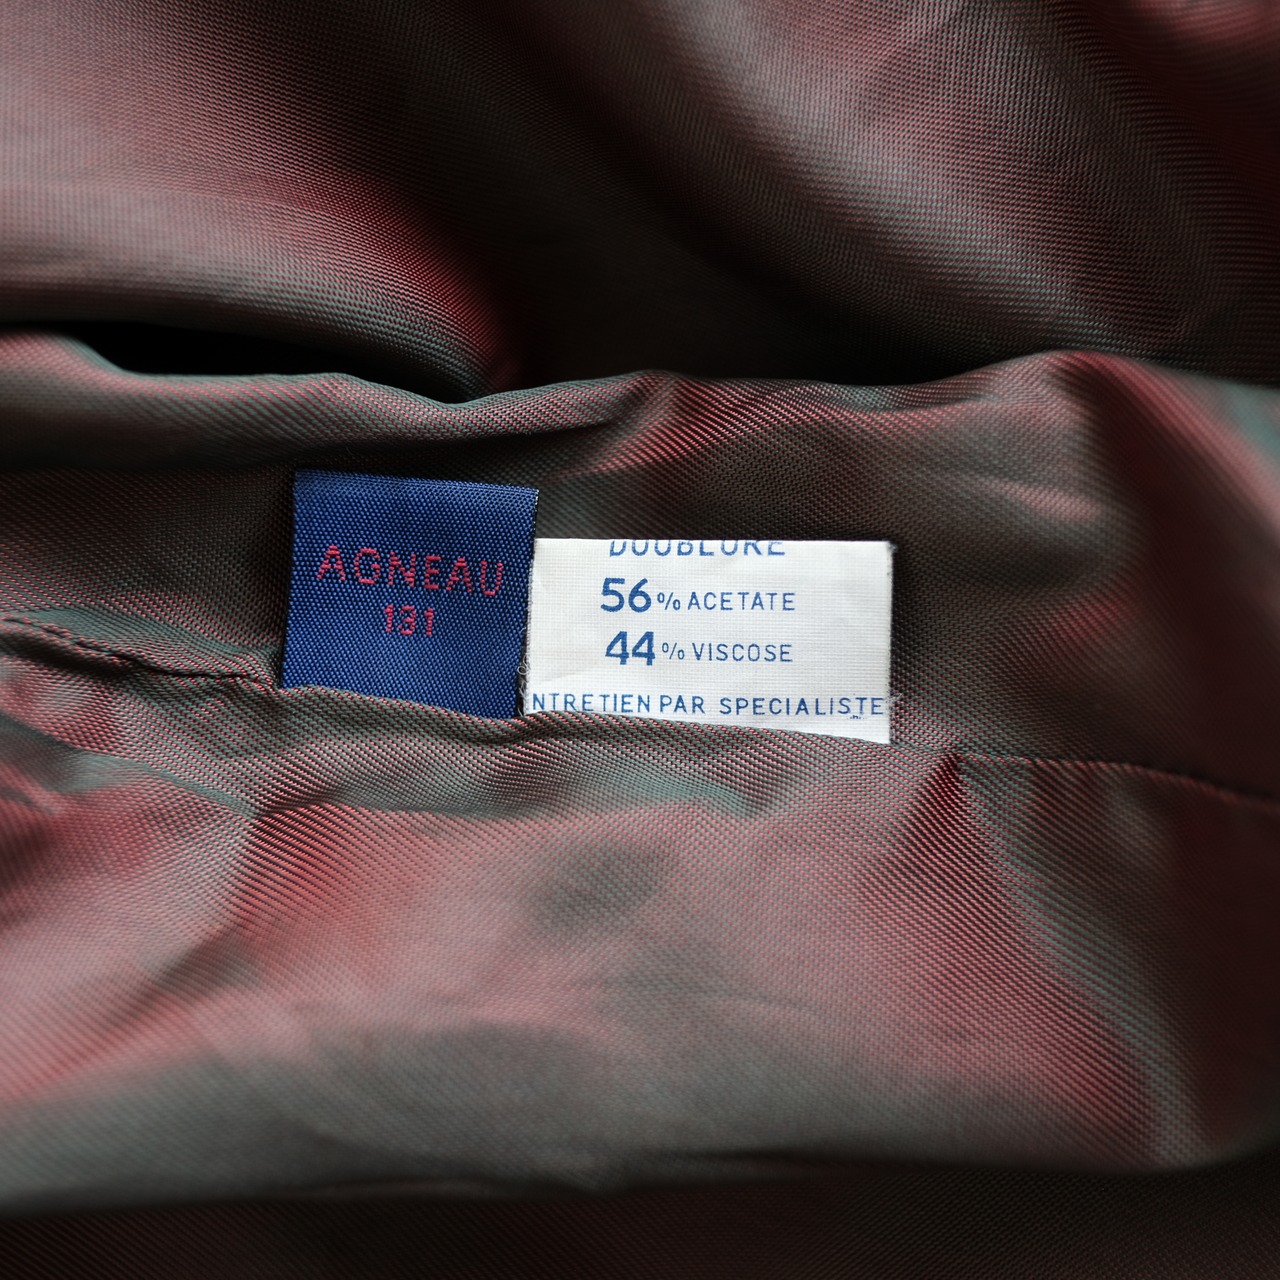 AGNEAU
131
DOUBLURE
56% ACETATE
44% VISCOSE
NTRETIEN PAR SPECIALISTE